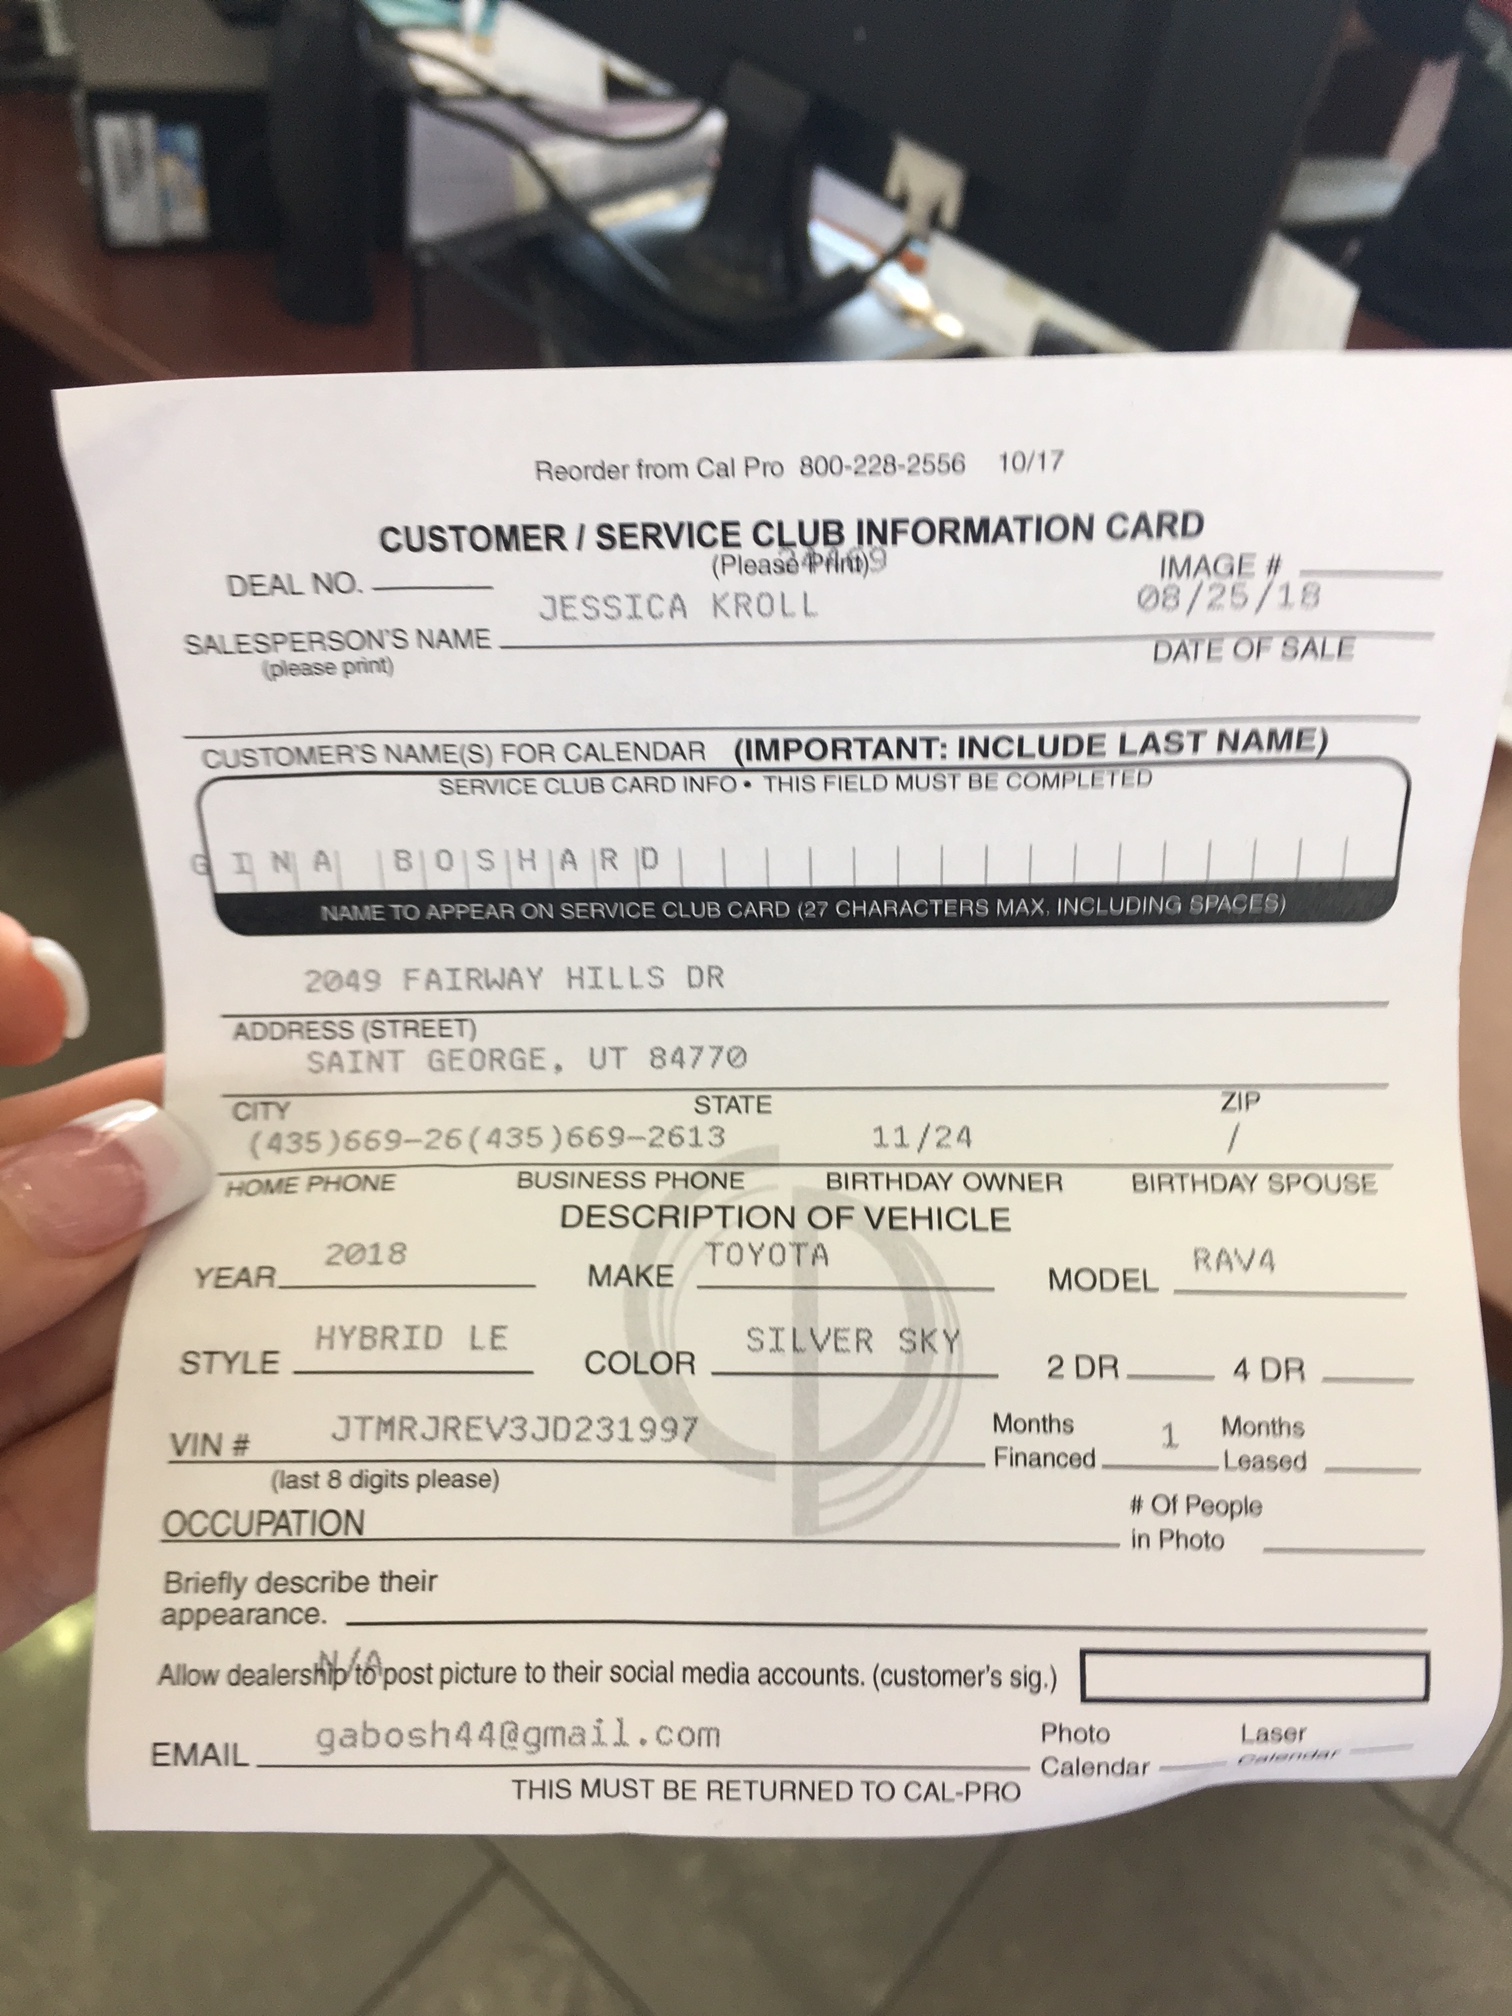 Reorder from Cal Pro 800-228-2556 10/17
CUSTOMER / SERVICE CLUB INFORMATION CARD
(Please Print)
DEAL NO. IMAGE #
JESSICA KROLL 08/25/18
SALESPERSON'S NAME DATE OF SALE
(please print)
CUSTOMER'S NAME(S) FOR CALENDAR (IMPORTANT: INCLUDE LAST NAME)
SERVICE CLUB CARD INFO • THIS FIELD MUST BE COMPLETED
GINA BOSHARD
NAME TO APPEAR ON SERVICE CLUB CARD (27 CHARACTERS MAX, INCLUDING SPACES)
2049 FAIRWAY HILLS DR
ADDRESS (STREET)
SAINT GEORGE, UT 84770
CITY STATE ZIP
(435)669-26(435)669-2613 11/24 /
HOME PHONE BUSINESS PHONE BIRTHDAY OWNER BIRTHDAY SPOUSE
DESCRIPTION OF VEHICLE
YEAR 2018 MAKE TOYOTA MODEL RAV4
STYLE HYBRID LE COLOR SILVER SKY 2 DR 4 DR
VIN # JTMRJREV3JD231997 Months Financed 1 Months Leased
(last 8 digits please)
OCCUPATION # Of People in Photo
Briefly describe their
appearance.
N/A
Allow dealership to post picture to their social media accounts. (customer's sig.)
EMAIL gabosh44@gmail.com Photo Calendar Laser Calendar
THIS MUST BE RETURNED TO CAL-PRO